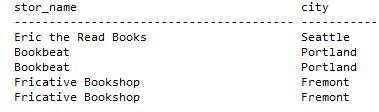 stor_name                                city
---------------------------------------- -----------
Eric the Read Books                      Seattle
Bookbeat                                 Portland
Bookbeat                                 Portland
Fricative Bookshop                       Fremont
Fricative Bookshop                       Fremont